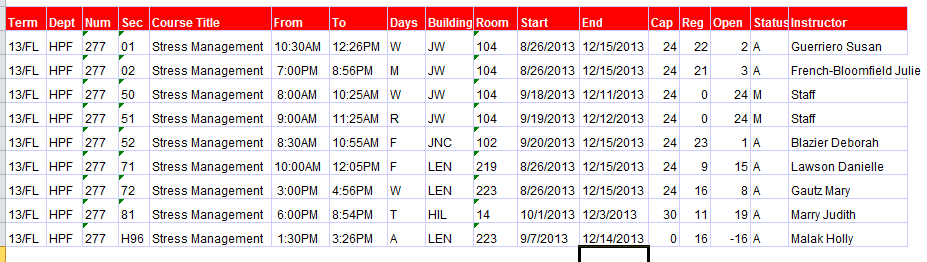 Term Dept Num Sec Course Title From To Days Building Room Start End Cap Reg Open Status Instructor
13/FL HPF 277 01 Stress Management 10:30AM 12:26PM W JW 104 8/26/2013 12/15/2013 24 22 2 A Guerriero Susan
13/FL HPF 277 02 Stress Management 7:00PM 8:56PM M JW 104 8/26/2013 12/15/2013 24 21 3 A French-Bloomfield Julie
13/FL HPF 277 50 Stress Management 8:00AM 10:25AM W JW 104 9/18/2013 12/11/2013 24 0 24 M Staff
13/FL HPF 277 51 Stress Management 9:00AM 11:25AM R JW 104 9/19/2013 12/12/2013 24 0 24 M Staff
13/FL HPF 277 52 Stress Management 8:30AM 10:55AM F JNC 102 9/20/2013 12/15/2013 24 23 1 A Blazier Deborah
13/FL HPF 277 71 Stress Management 10:00AM 12:05PM F LEN 219 8/26/2013 12/15/2013 24 9 15 A Lawson Danielle
13/FL HPF 277 72 Stress Management 3:00PM 4:56PM W LEN 223 8/26/2013 12/15/2013 24 16 8 A Gautz Mary
13/FL HPF 277 81 Stress Management 6:00PM 8:54PM T HIL 14 10/1/2013 12/3/2013 30 11 19 A Marry Judith
13/FL HPF 277 H96 Stress Management 1:30PM 3:26PM A LEN 223 9/7/2013 12/14/2013 0 16 -16 A Malak Holly